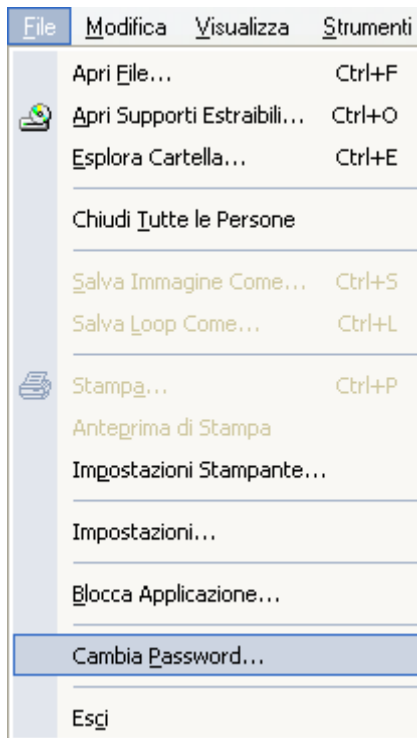 File Modifica Visualizza Strumenti
Apri File... Ctrl+F
Apri Supporti Estraibili... Ctrl+O
Esplora Cartella... Ctrl+E
Chiudi Tutte le Persone
Salva Immagine Come... Ctrl+S
Salva Loop Come... Ctrl+L
Stampa... Ctrl+P
Anteprima di Stampa
Impostazioni Stampante...
Impostazioni...
Blocca Applicazione...
Cambia Password...
Esci